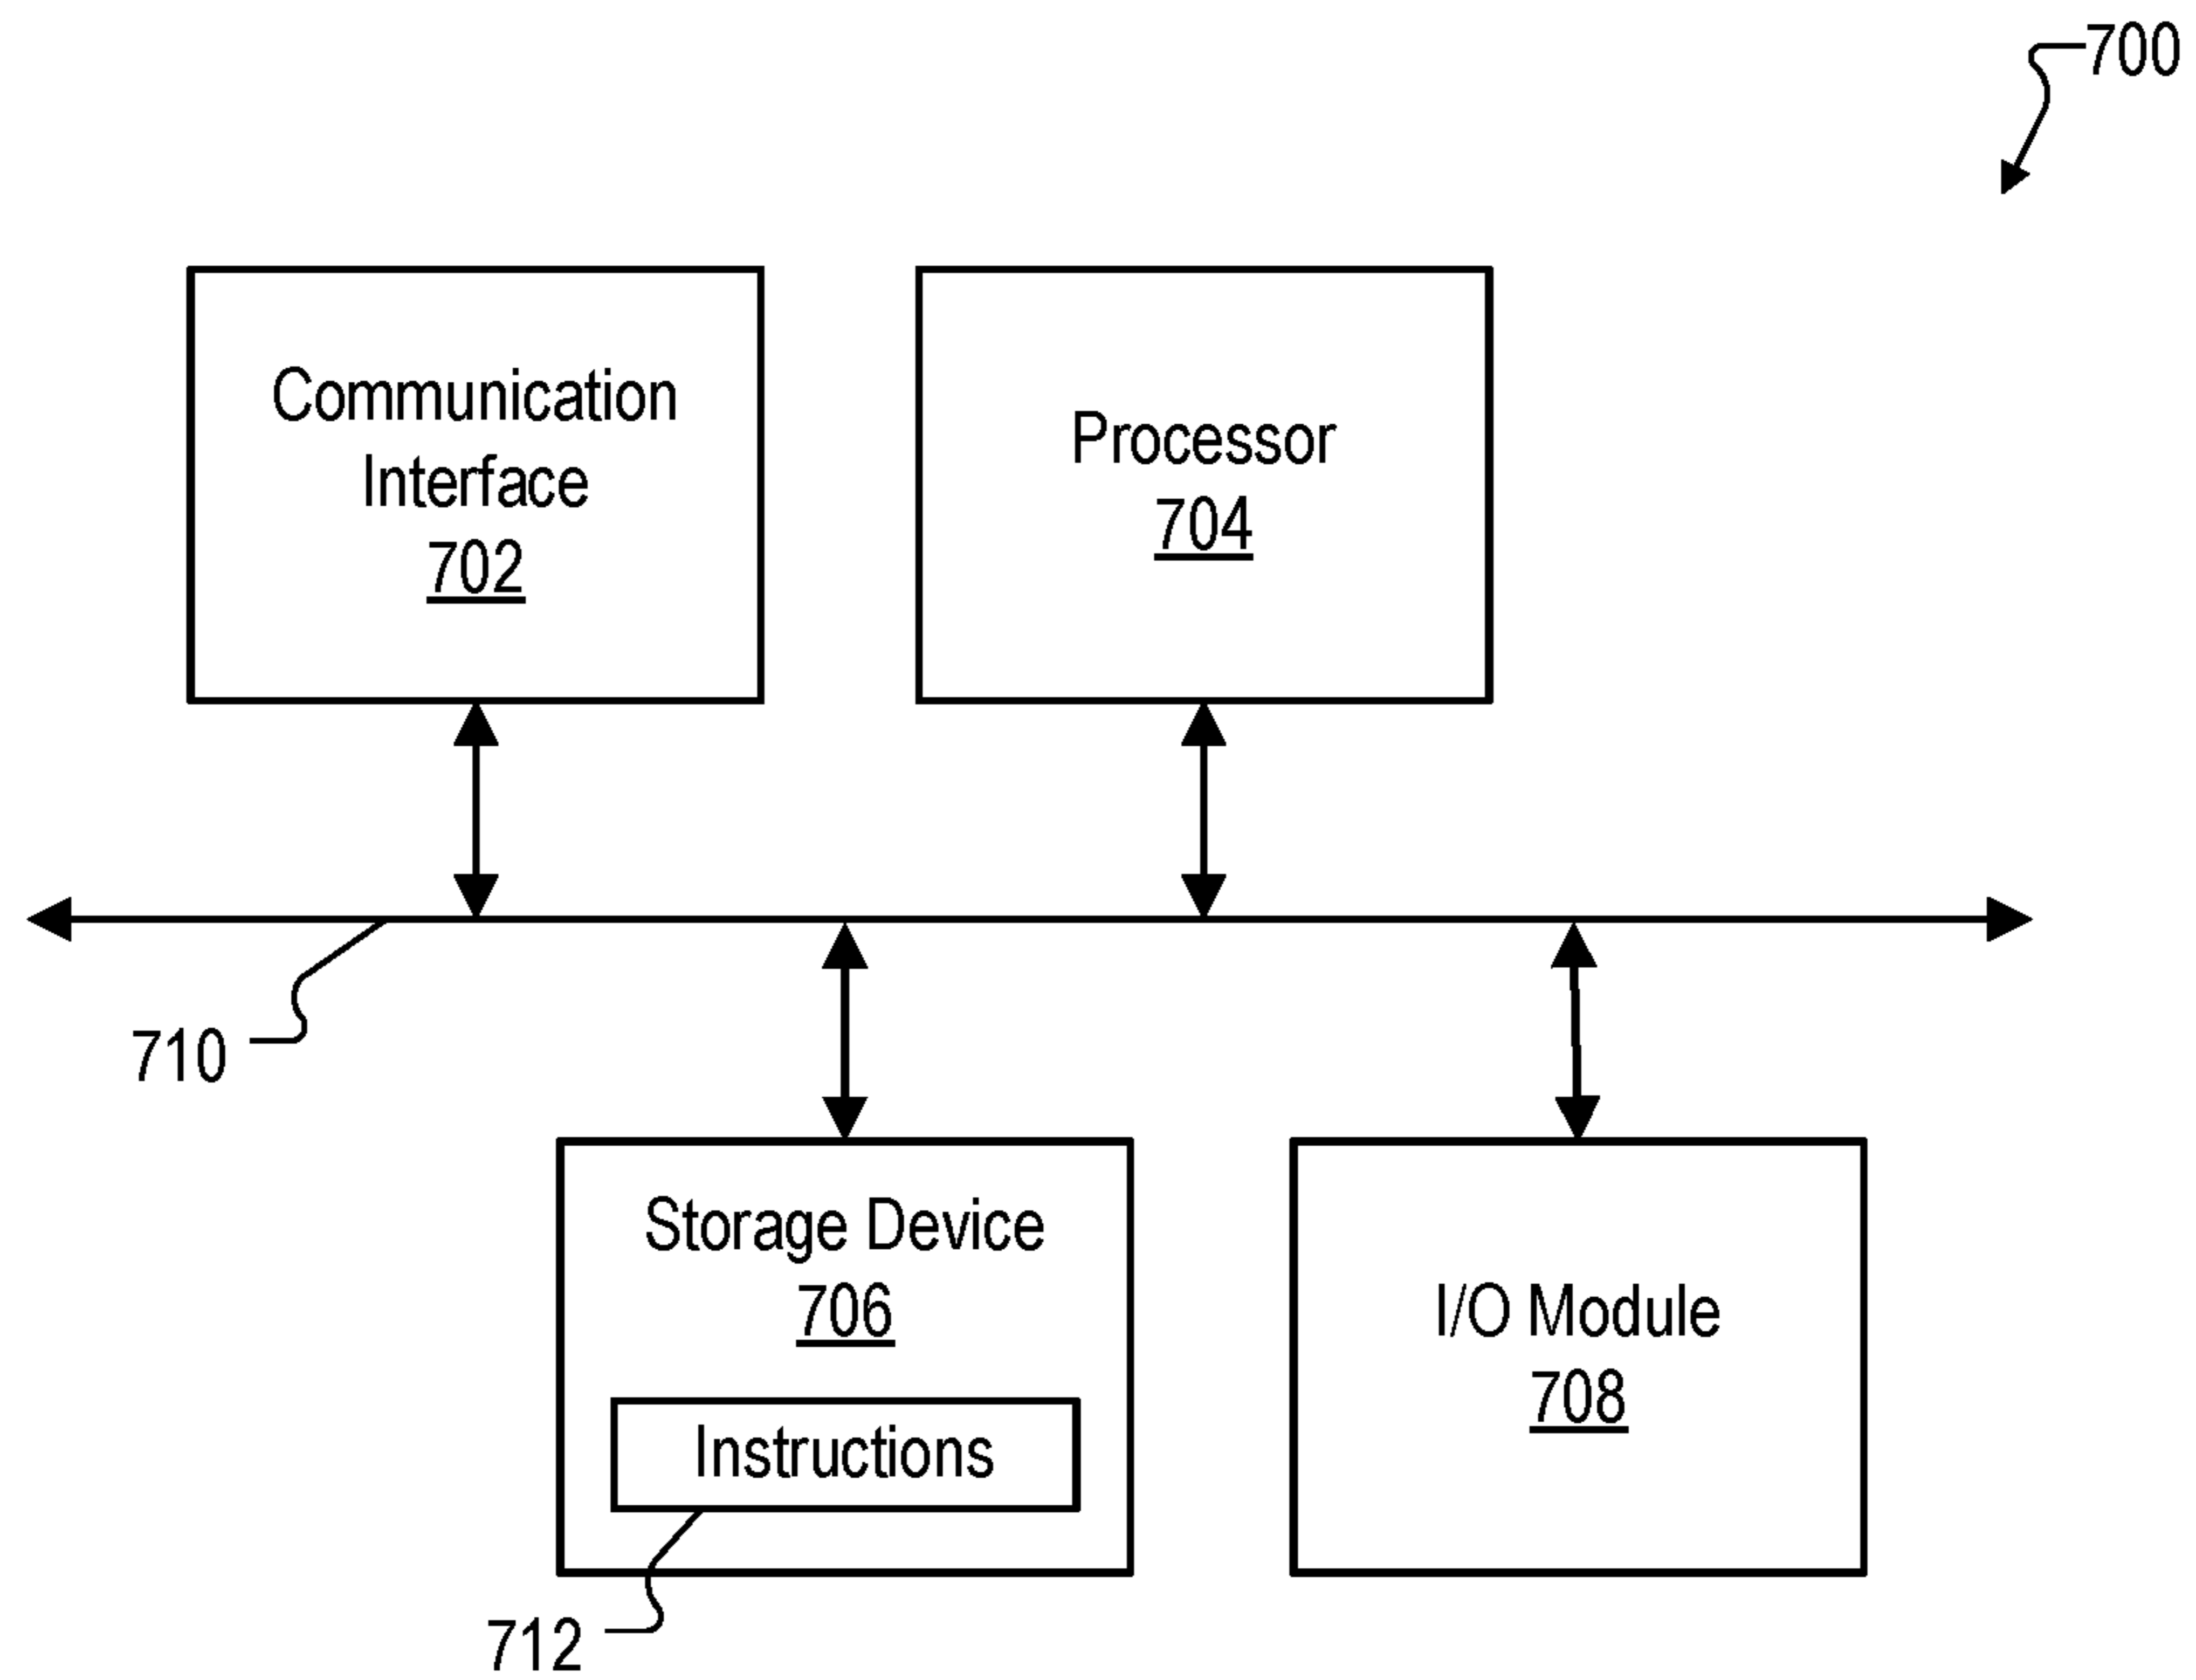 700
Communication
Interface
702
Processor
704
710
Storage Device
706
Instructions
712
I/O Module
708